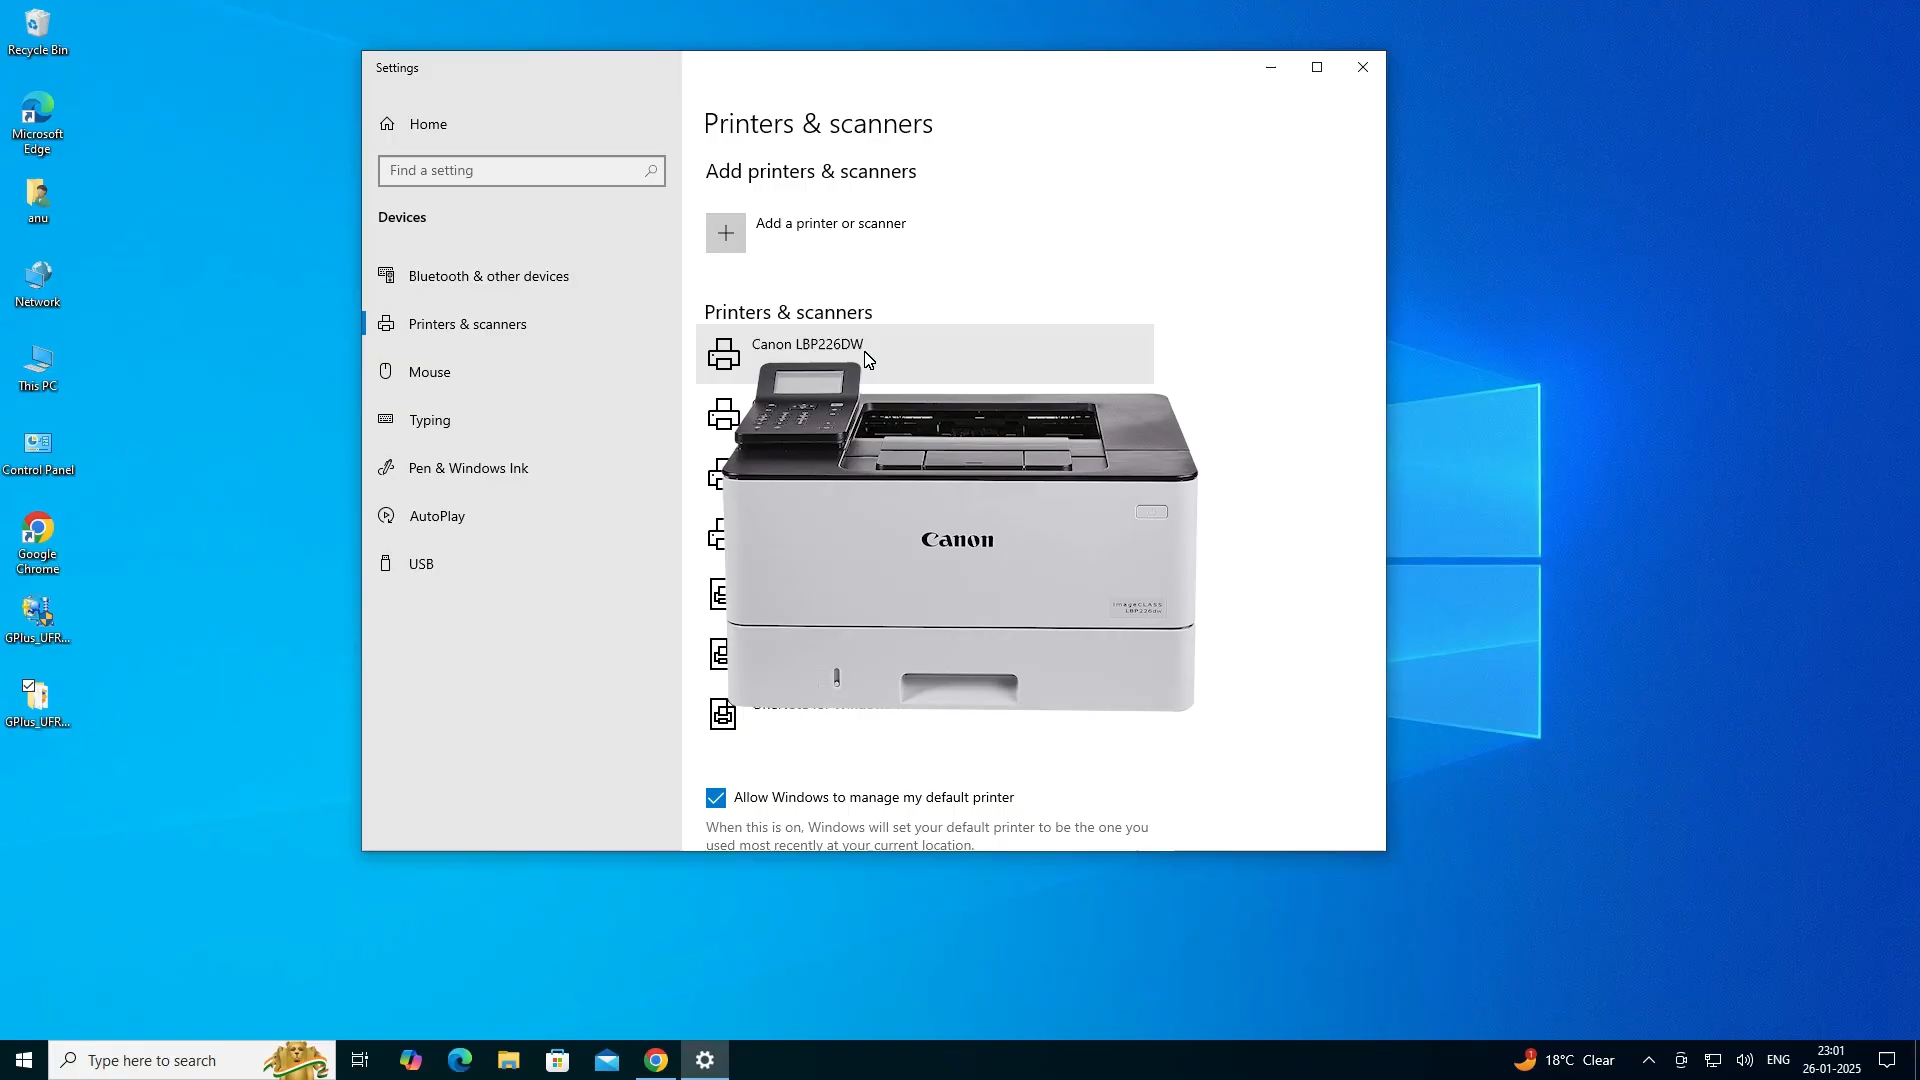 Recycle Bin
Microsoft
Edge
anu
Network
This PC
Control Panel
Google
Chrome
GPlus_UFR...
GPlus_UFR...
Settings
Home
Find a setting
Devices
Bluetooth & other devices
Printers & scanners
Mouse
Typing
Pen & Windows Ink
AutoPlay
USB
Printers & scanners
Add printers & scanners
Add a printer or scanner
Printers & scanners
Canon LBP226DW
Canon
imageCLASS
LBP226dw
Allow Windows to manage my default printer
When this is on, Windows will set your default printer to be the one you
used most recently at your current location.
Type here to search
18°C Clear
ENG
23:01
26-01-2025